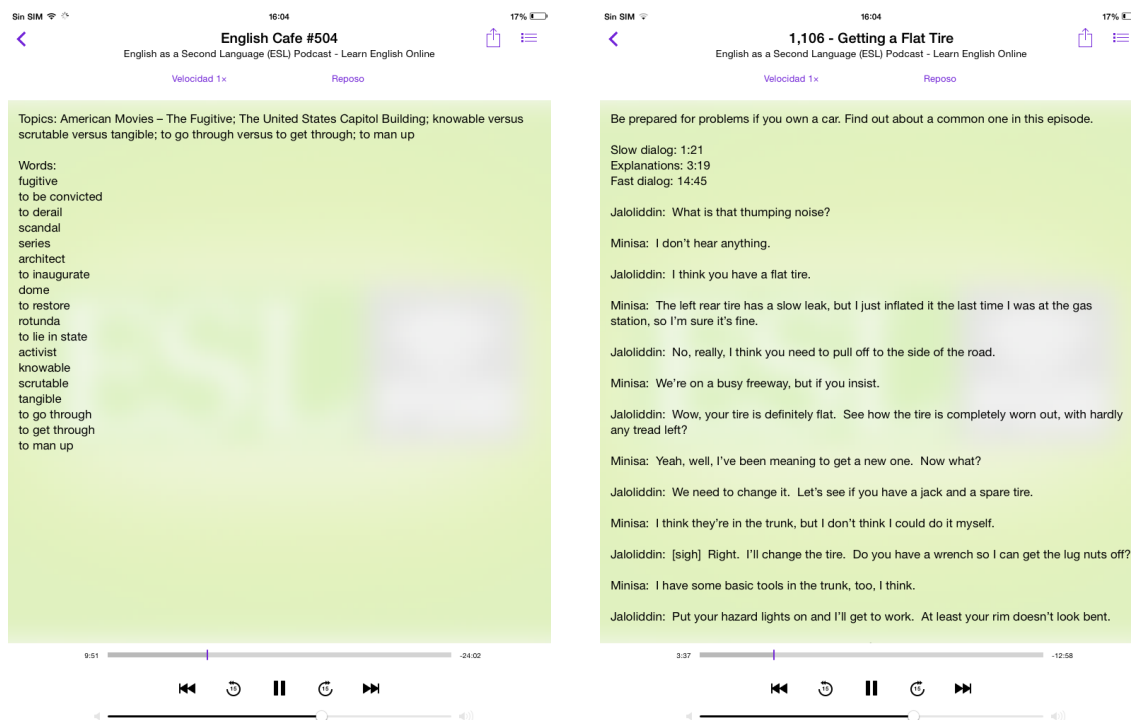 Sin SIM
16:04
17%
English Cafe #504
English as a Second Language (ESL) Podcast - Learn English Online
Velocidad 1×
Reposo
Topics: American Movies – The Fugitive; The United States Capitol Building; knowable versus
scrutable versus tangible; to go through versus to get through; to man up
Words:
fugitive
to be convicted
to derail
scandal
series
architect
to inaugurate
dome
to restore
rotunda
to lie in state
activist
knowable
scrutable
tangible
to go through
to get through
to man up
9:51
-24:02
15
15
Sin SIM
16:04
17%
1,106 - Getting a Flat Tire
English as a Second Language (ESL) Podcast - Learn English Online
Velocidad 1×
Reposo
Be prepared for problems if you own a car. Find out about a common one in this episode.
Slow dialog: 1:21
Explanations: 3:19
Fast dialog: 14:45
Jaloliddin:  What is that thumping noise?
Minisa:  I don't hear anything.
Jaloliddin:  I think you have a flat tire.
Minisa:  The left rear tire has a slow leak, but I just inflated it the last time I was at the gas
station, so I'm sure it's fine.
Jaloliddin:  No, really, I think you need to pull off to the side of the road.
Minisa:  We're on a busy freeway, but if you insist.
Jaloliddin:  Wow, your tire is definitely flat.  See how the tire is completely worn out, with hardly
any tread left?
Minisa:  Yeah, well, I've been meaning to get a new one.  Now what?
Jaloliddin:  We need to change it.  Let's see if you have a jack and a spare tire.
Minisa:  I think they're in the trunk, but I don't think I could do it myself.
Jaloliddin:  [sigh]  Right.  I'll change the tire.  Do you have a wrench so I can get the lug nuts off?
Minisa:  I have some basic tools in the trunk, too, I think.
Jaloliddin:  Put your hazard lights on and I'll get to work.  At least your rim doesn't look bent.
3:37
-12:58
15
15